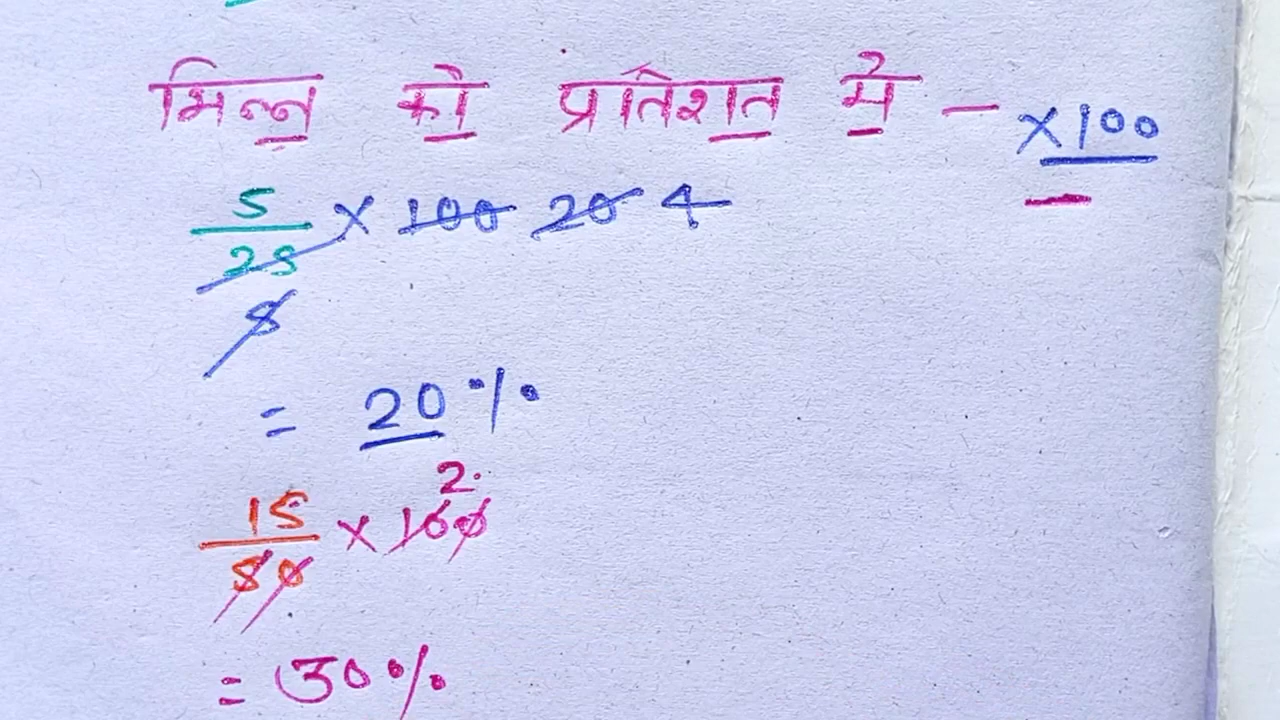 भिन्न को प्रतिशत में - ×100
5/25 × 100 20 4
5
= 20%
2
15/50 × 100
= 30%